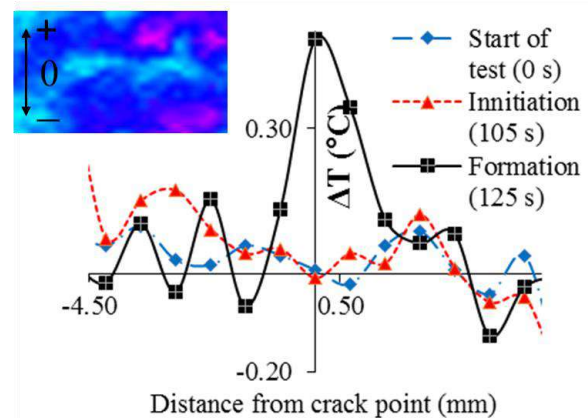 +
0
–
Start of
test (0 s)
Innitiation
(105 s)
Formation
(125 s)
0.30
ΔT (°C)
-4.50
0.50
-0.20
Distance from crack point (mm)